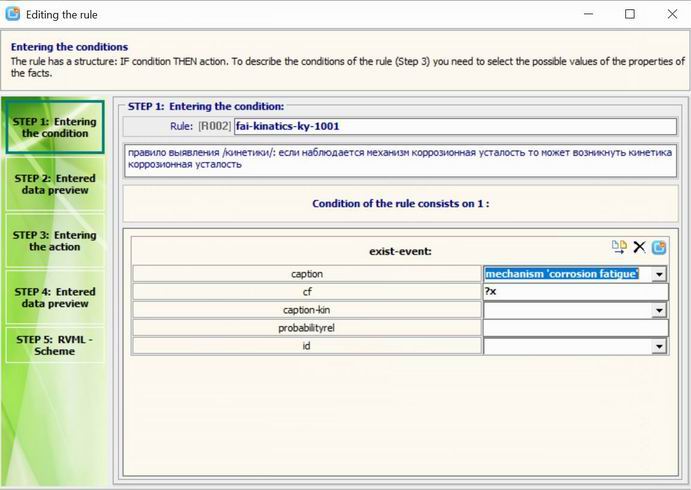 Editing the rule
Entering the conditions
The rule has a structure: IF condition THEN action. To describe the conditions of the rule (Step 3) you need to select the possible values of the properties of
the facts.
STEP 1: Entering
the condition
STEP 2: Entered
data preview
STEP 3: Entering
the action
STEP 4: Entered
data preview
STEP 5: RVML -
Scheme
STEP 1: Entering the condition:
Rule: [R002] fai-kinatics-ky-1001
правило выявления /кинетики/: если наблюдается механизм коррозионная усталость то может возникнуть кинетика
коррозионная усталость
Condition of the rule consists on 1 :
exist-event:
caption mechanism 'corrosion fatigue'
cf ?x
caption-kin
probabilityrel
id